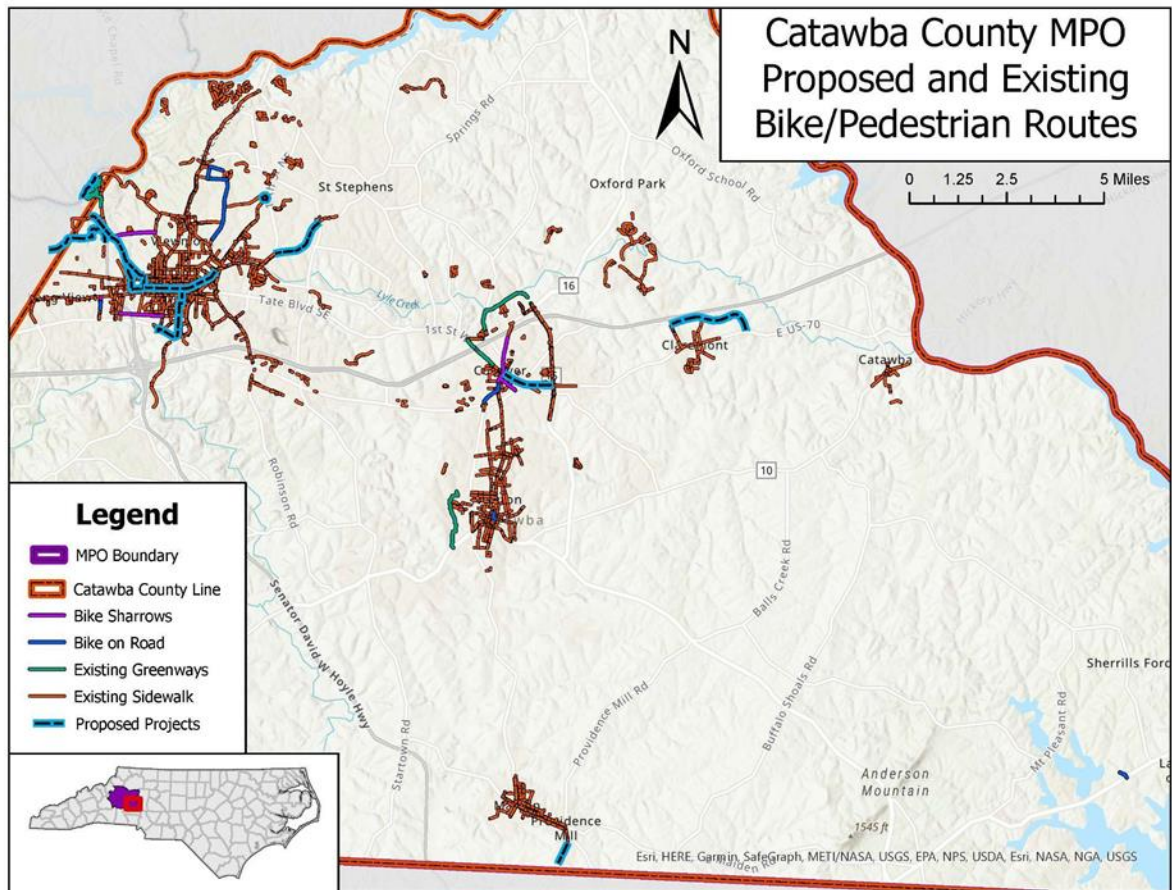 Catawba County MPO
Proposed and Existing
Bike/Pedestrian Routes
N
0 1.25 2.5 5 Miles
Chapel Rd
Springs Rd
St Stephens
Oxford Park
Oxford School Rd
16
Lyle Creek
Tate Blvd SE
1st St W
E US-70
Catawba
10
Robinson Rd
Senator David W Hoyle Hwy
Startown Rd
Balls Creek Rd
Providence Mill Rd
Buffalo Shoals Rd
Mt Pleasant Rd
Sherrills Ford
Anderson
Mountain
1545 ft
Providence
Mill
Maiden Rd
Legend
MPO Boundary
Catawba County Line
Bike Sharrows
Bike on Road
Existing Greenways
Existing Sidewalk
Proposed Projects
Esri, HERE, Garmin, SafeGraph, METI/NASA, USGS, EPA, NPS, USDA, Esri, NASA, NGA, USGS